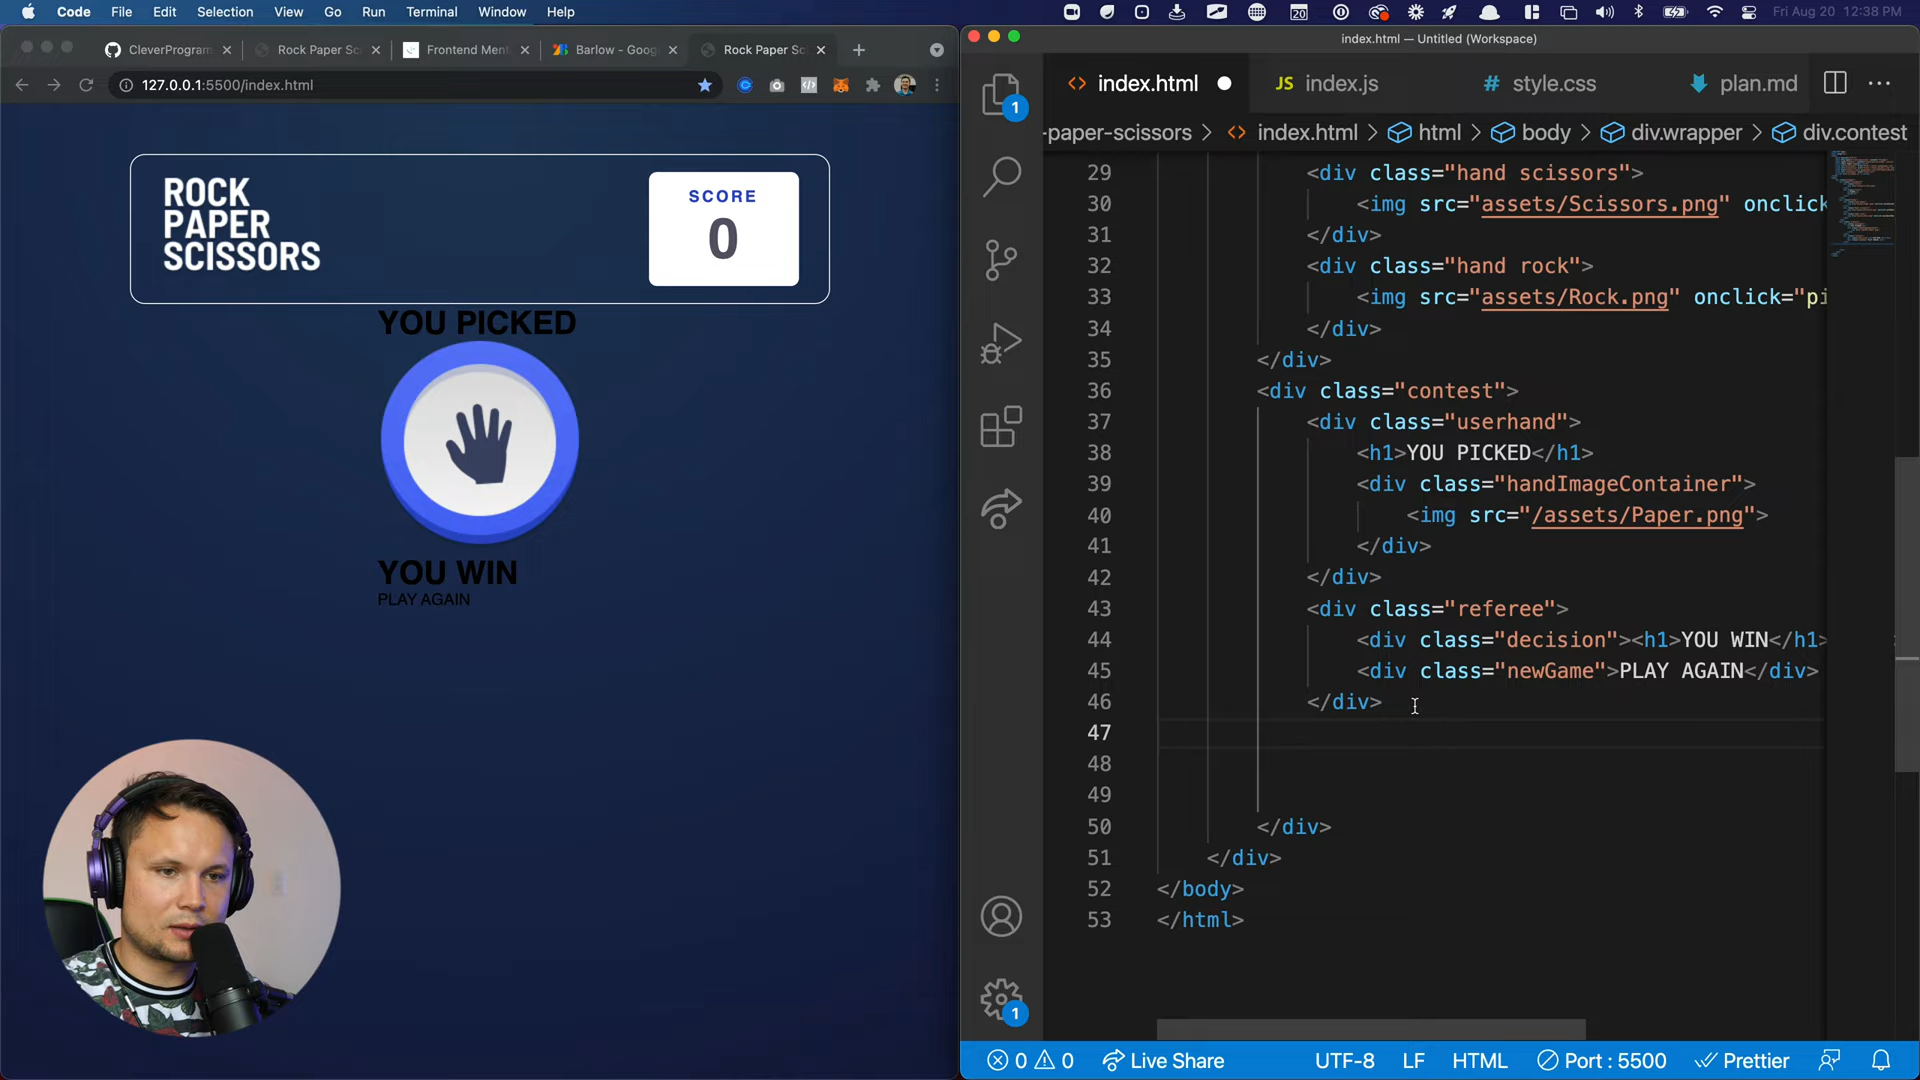 Code File Edit Selection View Go Run Terminal Window Help
20
Fri Aug 20 12:38 PM
CleverProgram
Rock Paper Sc
Frontend Ment
Barlow - Goog
Rock Paper Sc
127.0.0.1:5500/index.html
ROCK
PAPER
SCISSORS
SCORE
0
YOU PICKED
YOU WIN
PLAY AGAIN
index.html — Untitled (Workspace)
index.html
JS index.js
# style.css
plan.md
-paper-scissors > index.html > html > body > div.wrapper > div.contest
29 <div class="hand scissors">
30 <img src="assets/Scissors.png" onclick
31 </div>
32 <div class="hand rock">
33 <img src="assets/Rock.png" onclick="pi
34 </div>
35 </div>
36 <div class="contest">
37 <div class="userhand">
38 <h1>YOU PICKED</h1>
39 <div class="handImageContainer">
40 <img src="/assets/Paper.png">
41 </div>
42 </div>
43 <div class="referee">
44 <div class="decision"><h1>YOU WIN</h1>
45 <div class="newGame">PLAY AGAIN</div>
46 </div>
47
48
49
50 </div>
51 </div>
52 </body>
53 </html>
1
1
0 0 Live Share UTF-8 LF HTML Port : 5500 Prettier